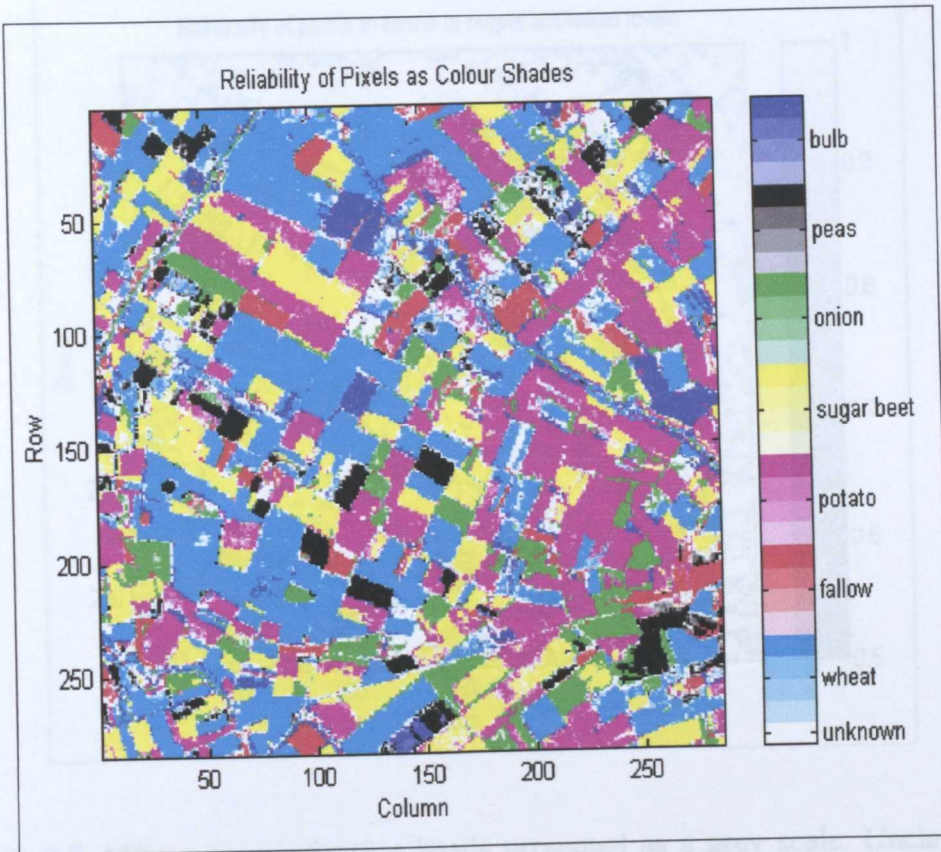 Reliability of Pixels as Colour Shades
50
100
150
200
250
Row
50
100
150
200
250
Column
bulb
peas
onion
sugar beet
potato
fallow
wheat
unknown